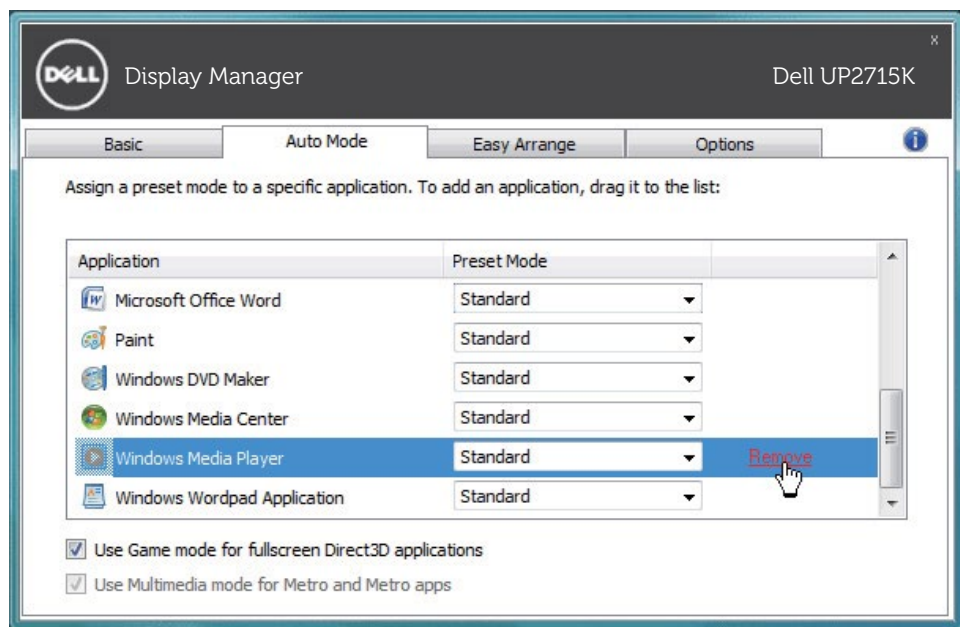 DELL Display Manager Dell UP2715K x
Basic Auto Mode Easy Arrange Options i
Assign a preset mode to a specific application. To add an application, drag it to the list:
Application Preset Mode
Microsoft Office Word Standard
Paint Standard
Windows DVD Maker Standard
Windows Media Center Standard
Windows Media Player Standard Remove
Windows Wordpad Application Standard
Use Game mode for fullscreen Direct3D applications
Use Multimedia mode for Metro and Metro apps